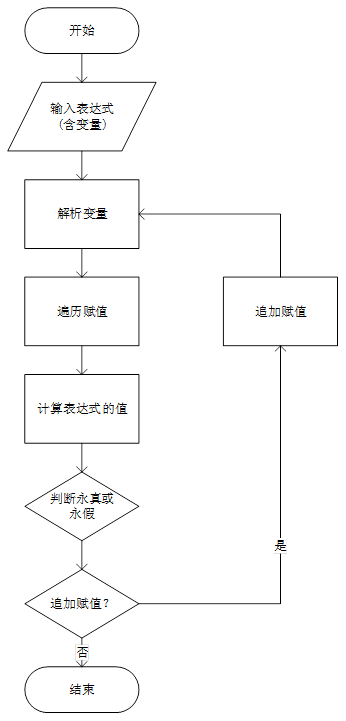 开始
输入表达式
(含变量)
解析变量
遍历赋值
追加赋值
计算表达式的值
判断永真或
永假
是
追加赋值？
否
结束